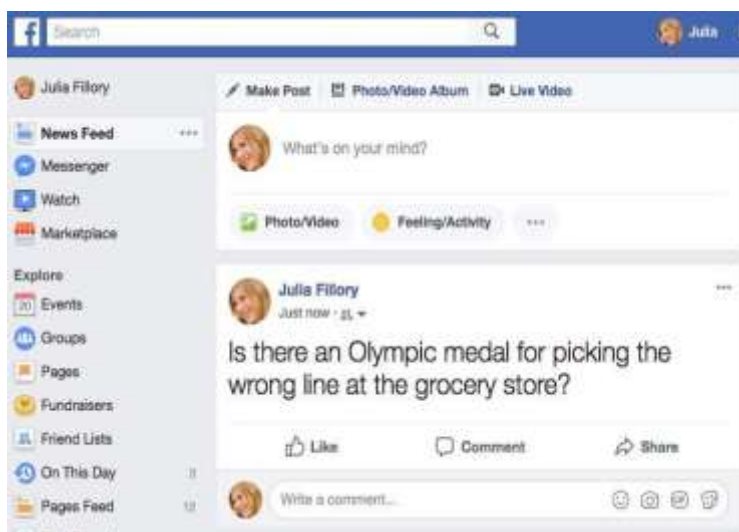 f
Search
Julia
Julia Fillory
News Feed
Messenger
Watch
Marketplace
Explore
20 Events
Groups
Pages
Fundraisers
Friend Lists
On This Day
Pages Feed
Make Post Photo/Video Album Live Video
What's on your mind?
Photo/Video Feeling/Activity
Julia Fillory
Just now
Is there an Olympic medal for picking the
wrong line at the grocery store?
Like Comment Share
Write a comment...
GIF